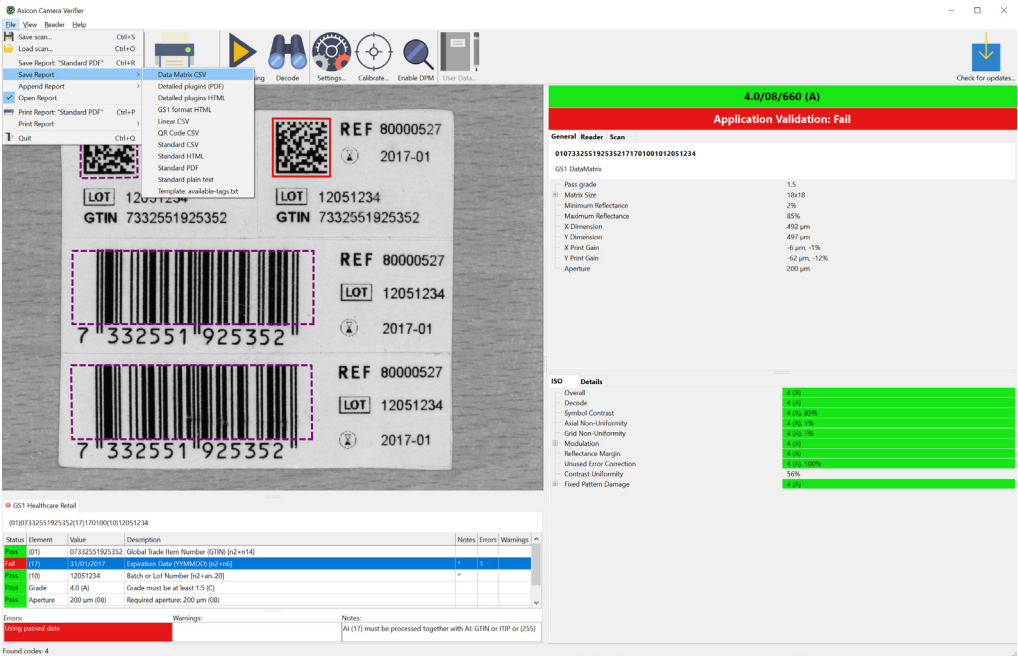 Axicon Camera Verifier
File View Reader Help
Save scan... Ctrl+S
Load scan... Ctrl+O
Save Report: "Standard PDF" Ctrl+R
Save Report
Append Report
Open Report
Print Report: "Standard PDF" Ctrl+P
Print Report
Quit Ctrl+Q
Data Matrix CSV
Detailed plugins (PDF)
Detailed plugins HTML
GS1 format HTML
Linear CSV
QR Code CSV
Standard CSV
Standard HTML
Standard PDF
Standard plain text
Template: available-tags.txt
Decode Settings... Calibrate... Enable DPM User Data... Check for updates...
REF 80000527
2017-01
LOT 12051234 LOT 12051234
GTIN 7332551925352 GTIN 7332551925352
REF 80000527
LOT 12051234
2017-01
7 332551 925352
REF 80000527
LOT 12051234
2017-01
7 332551 925352
4.0/08/660 (A)
Application Validation: Fail
General Reader Scan
0107332551925352171701001012051234
GS1 DataMatrix
Pass grade 1.5
Matrix Size 18x18
Minimum Reflectance 2%
Maximum Reflectance 85%
X Dimension 492 µm
Y Dimension 497 µm
X Print Gain -6 µm, -1%
Y Print Gain -62 µm, -12%
Aperture 200 µm
ISO Details
Overall 4 (A)
Decode 4 (A)
Symbol Contrast 4 (A), 83%
Axial Non-Uniformity 4 (A), 1%
Grid Non-Uniformity 4 (A), 7%
Modulation 4 (A)
Reflectance Margin 4 (A)
Unused Error Correction 4 (A), 100%
Contrast Uniformity 56%
Fixed Pattern Damage 4 (A)
GS1 Healthcare Retail
(01)07332551925352(17)170100(10)12051234
Status Element Value Description Notes Errors Warnings
Pass (01) 07332551925352 Global Trade Item Number (GTIN) [n2+n14]
Fail (17) 31/01/2017 Expiration Date (YYMMDD) [n2+n6] * 1
Pass (10) 12051234 Batch or Lot Number [n2+an..20] *
Pass Grade 4.0 (A) Grade must be at least 1.5 (C)
Pass Aperture 200 µm (08) Required aperture: 200 µm (08)
Errors: Warnings: Notes:
Using passed date AI (17) must be processed together with AI: GTIN or ITIP or (255)
Found codes: 4